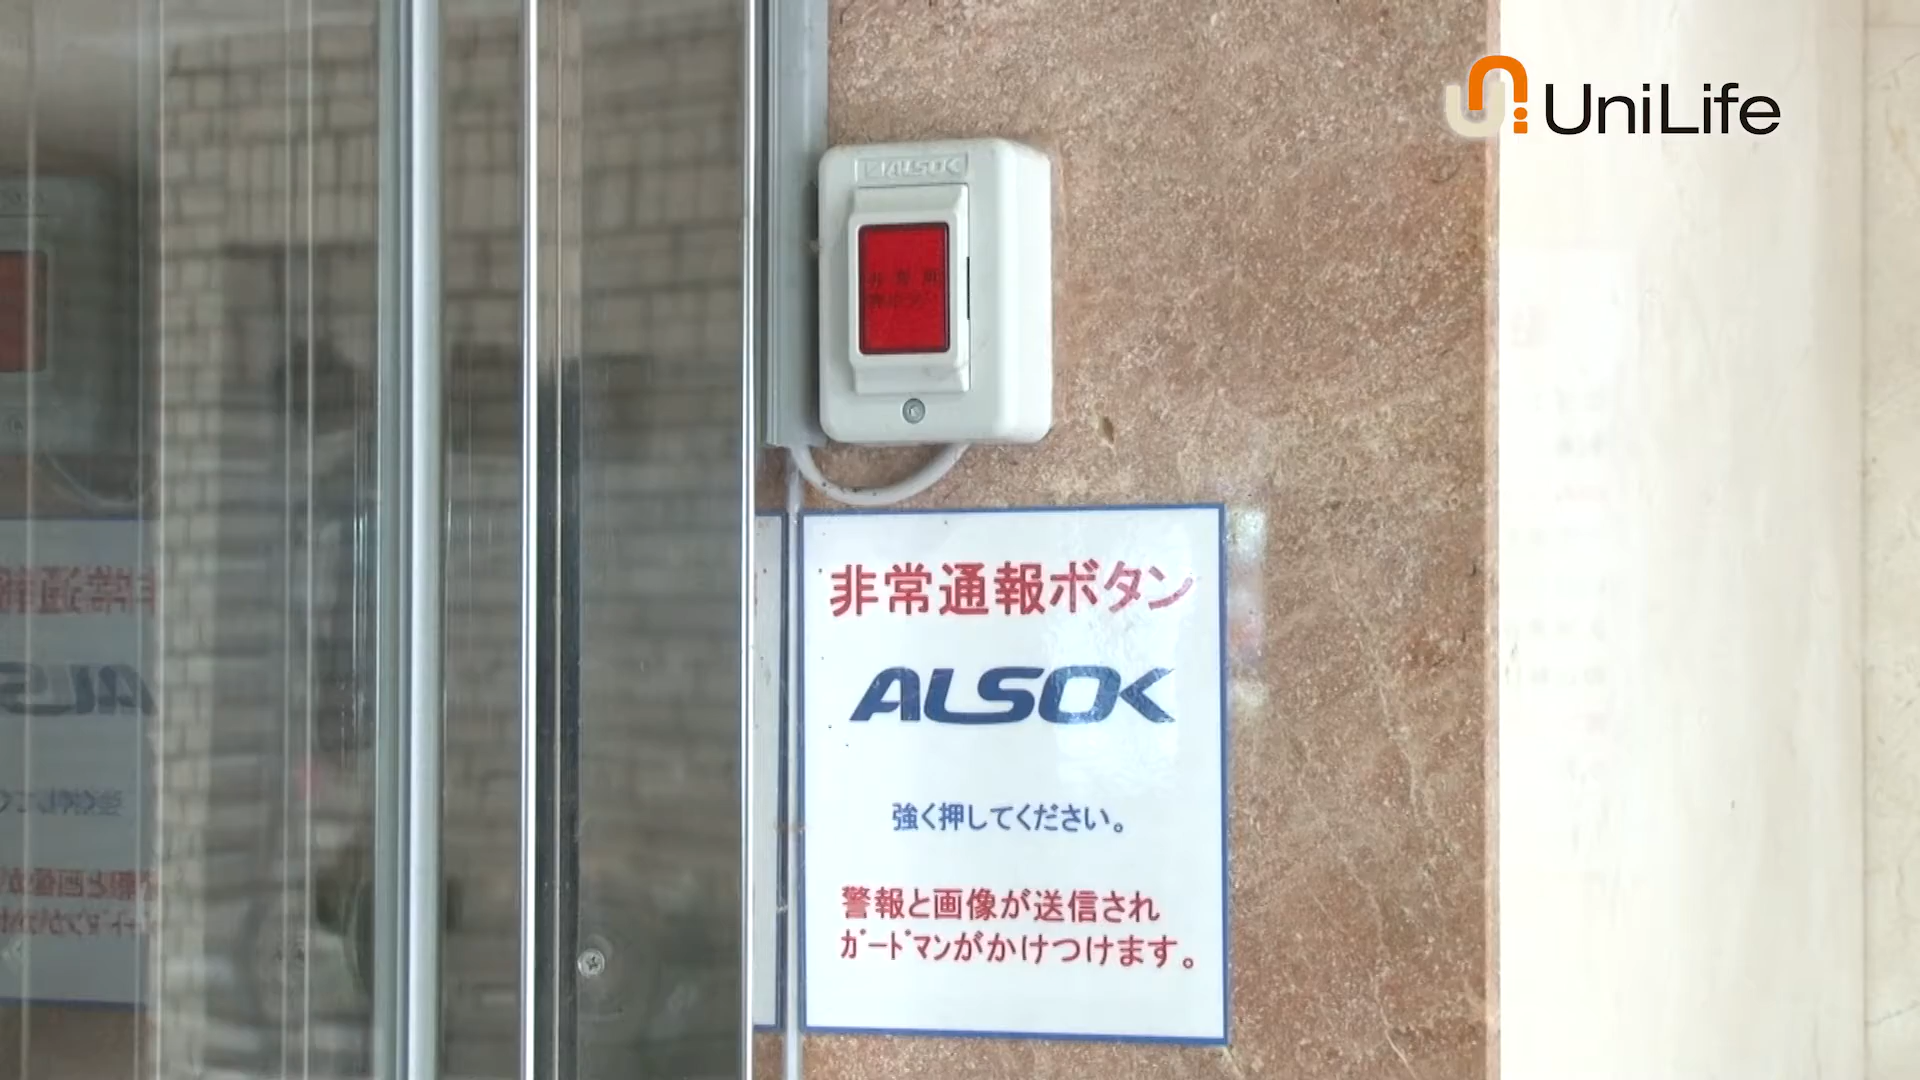 UniLife
ALSOK
非常通報ボタン
ALSOK
強く押してください。
警報と画像が送信され
ガードマンがかけつけます。